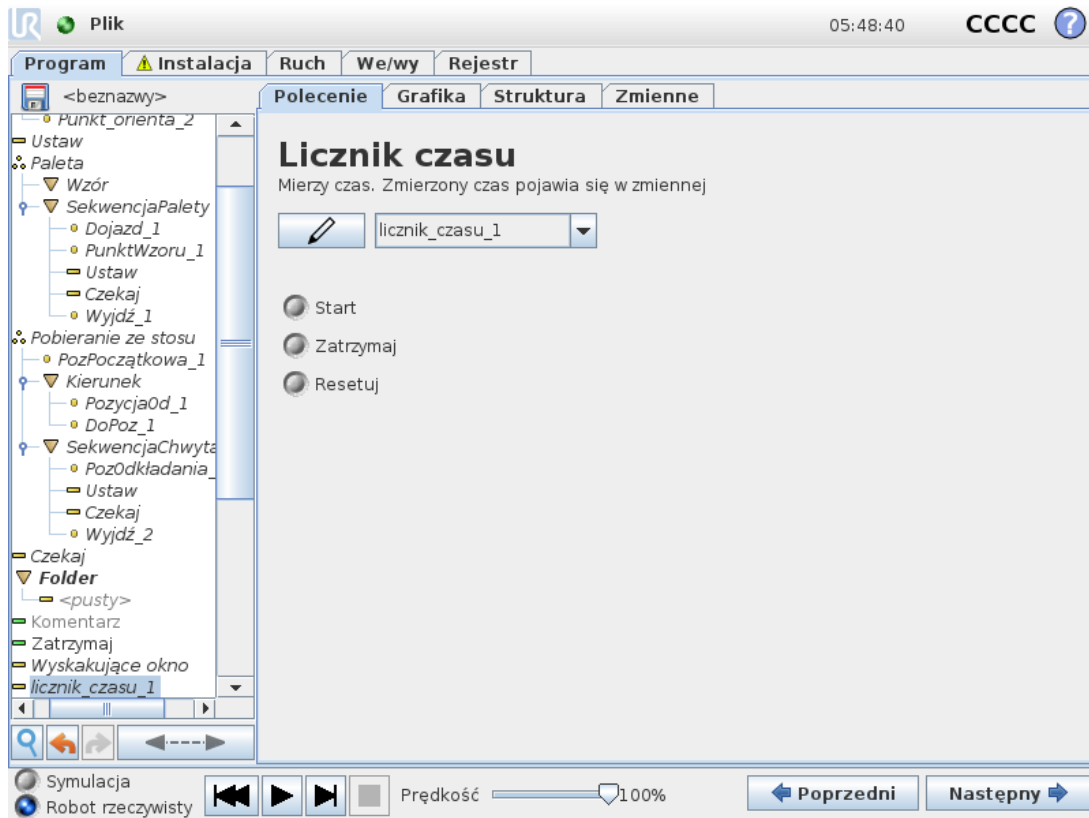 UR
Plik
05:48:40
CCCC
?
Program
Instalacja
Ruch
We/wy
Rejestr
<beznazwy>
Polecenie
Grafika
Struktura
Zmienne
Punkt_orienta_2
Ustaw
Paleta
Wzór
SekwencjaPalety
Dojazd_1
PunktWzoru_1
Ustaw
Czekaj
Wyjdź_1
Pobieranie ze stosu
PozPoczątkowa_1
Kierunek
PozycjaOd_1
DoPoz_1
SekwencjaChwyta
PozOdkładania_
Ustaw
Czekaj
Wyjdź_2
Czekaj
Folder
<pusty>
Komentarz
Zatrzymaj
Wyskakujące okno
licznik_czasu_1
Licznik czasu
Mierzy czas. Zmierzony czas pojawia się w zmiennej
licznik_czasu_1
Start
Zatrzymaj
Resetuj
Symulacja
Robot rzeczywisty
Prędkość
100%
Poprzedni
Następny